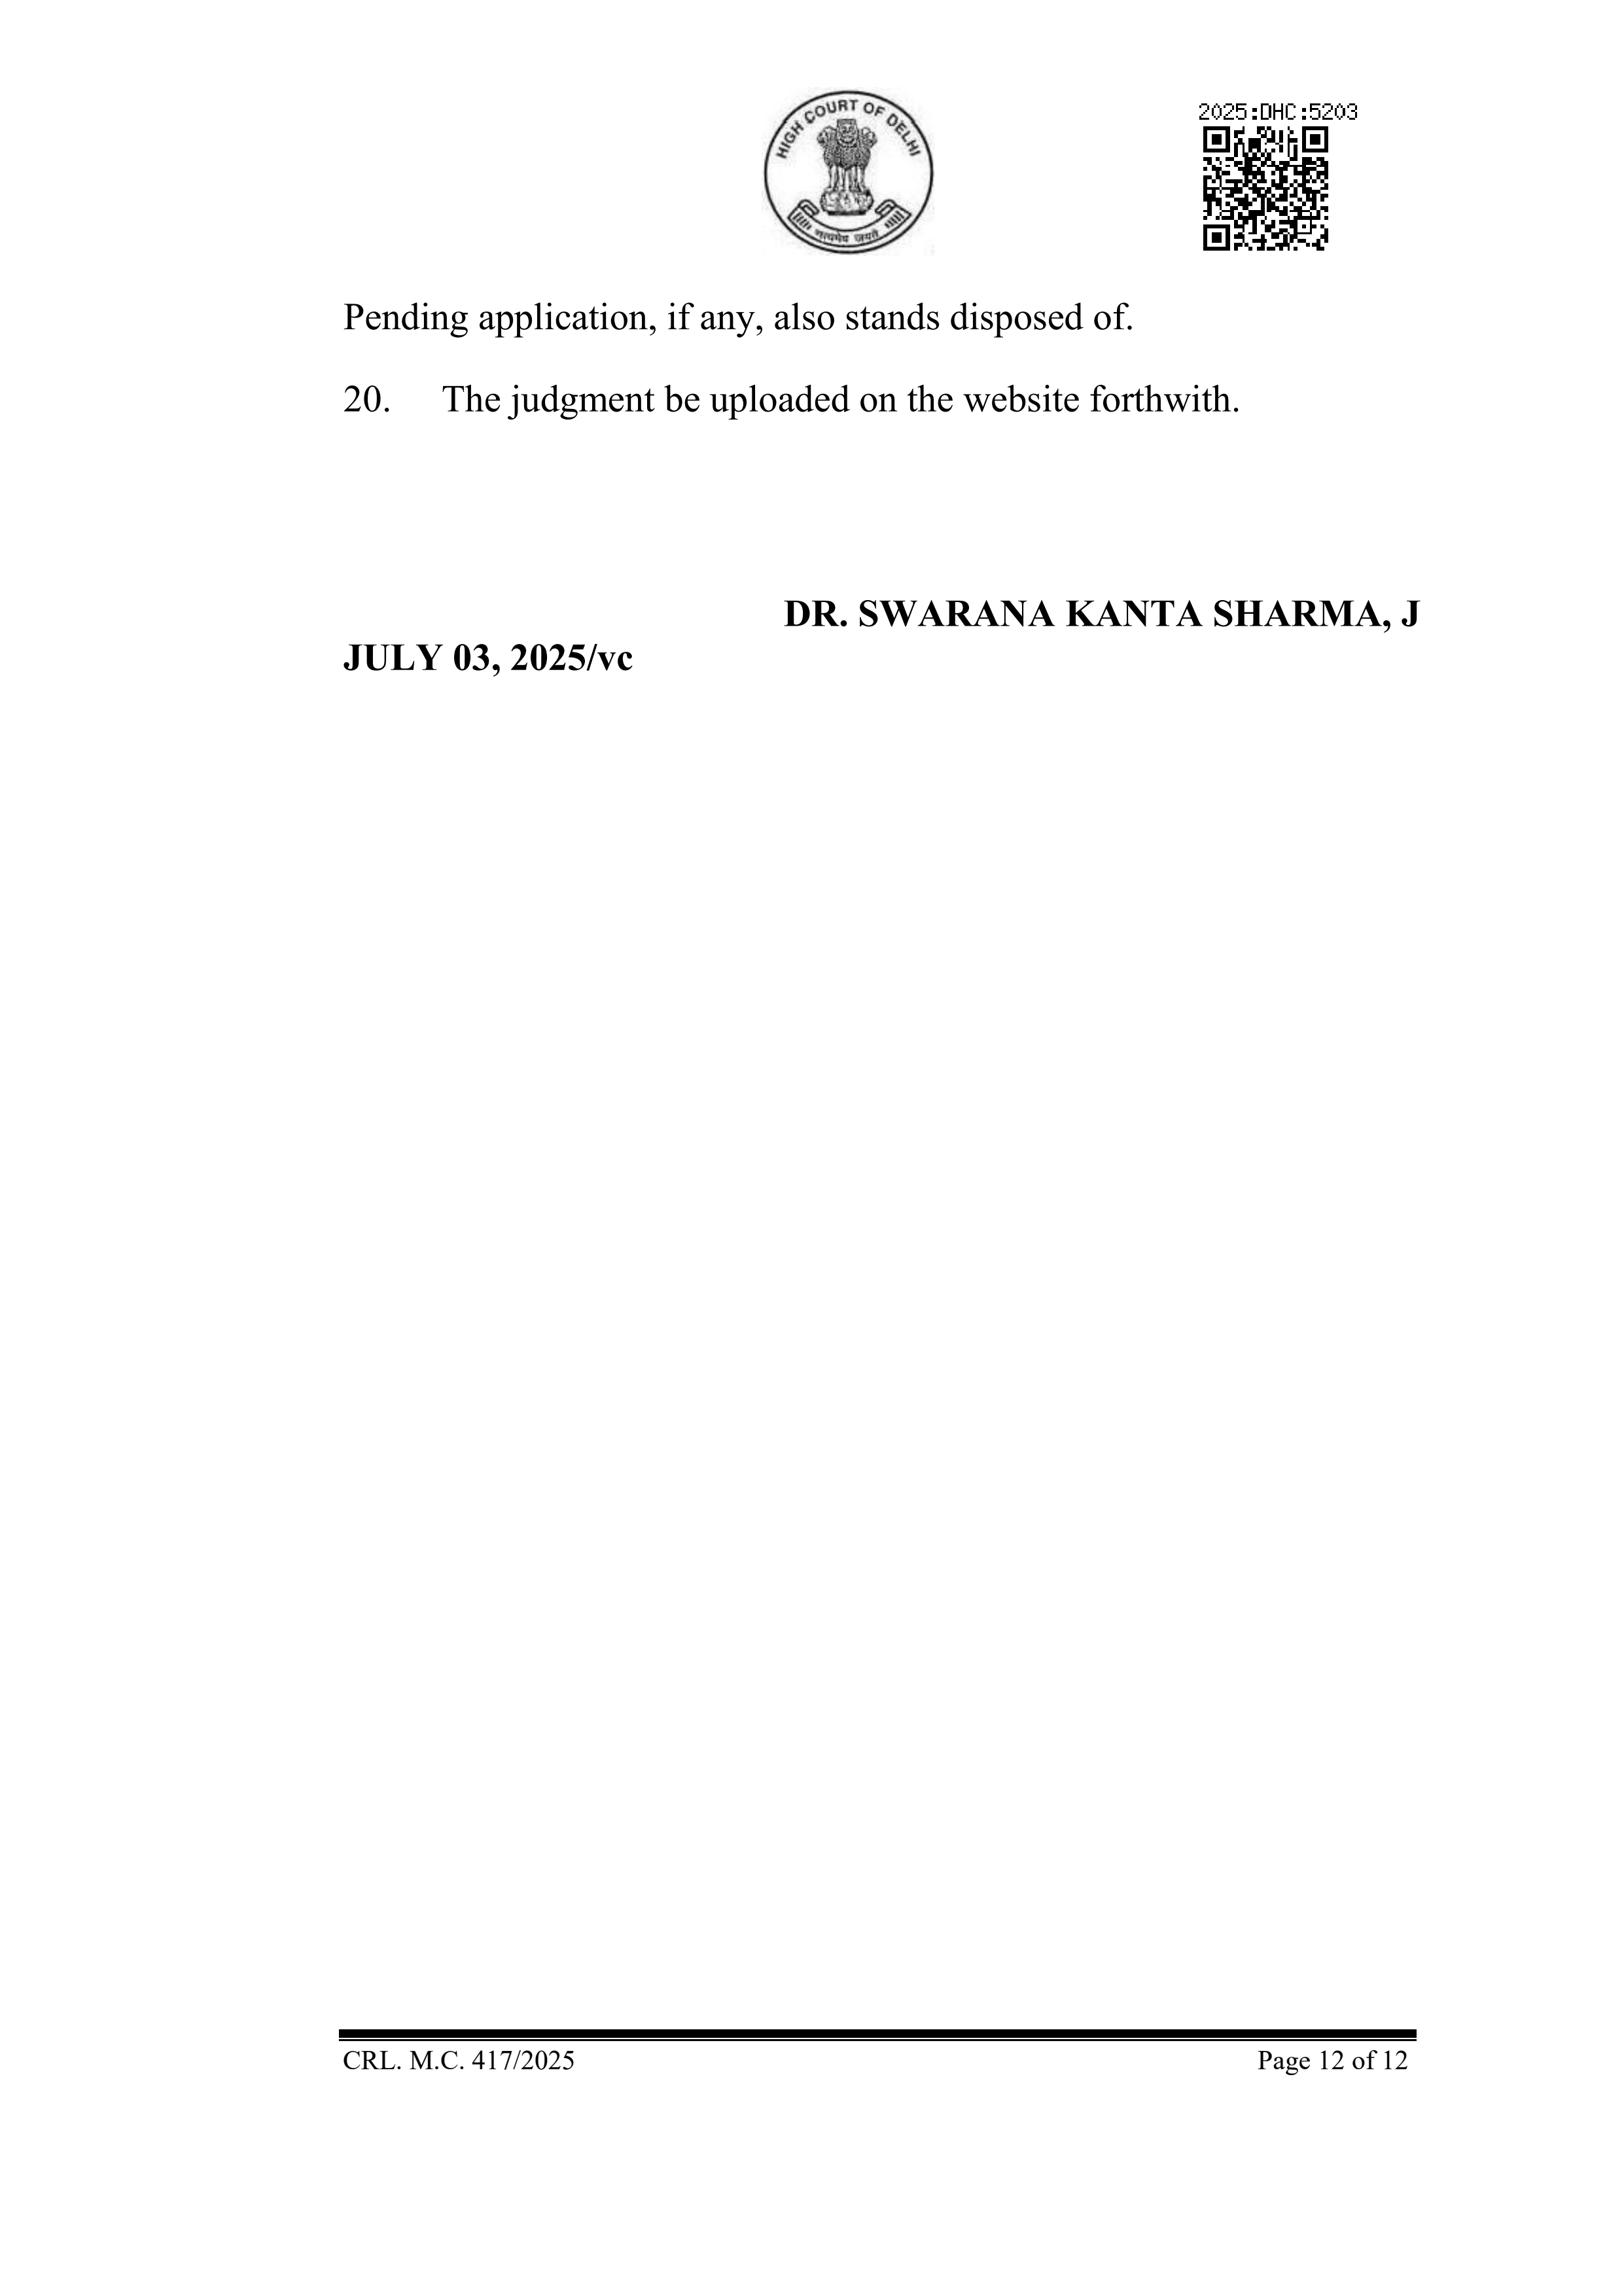 HIGH COURT OF DELHI
सत्यमेव जयते
2025:DHC:5203
Pending application, if any, also stands disposed of.
20. The judgment be uploaded on the website forthwith.
DR. SWARANA KANTA SHARMA, J
JULY 03, 2025/vc
CRL. M.C. 417/2025 Page 12 of 12